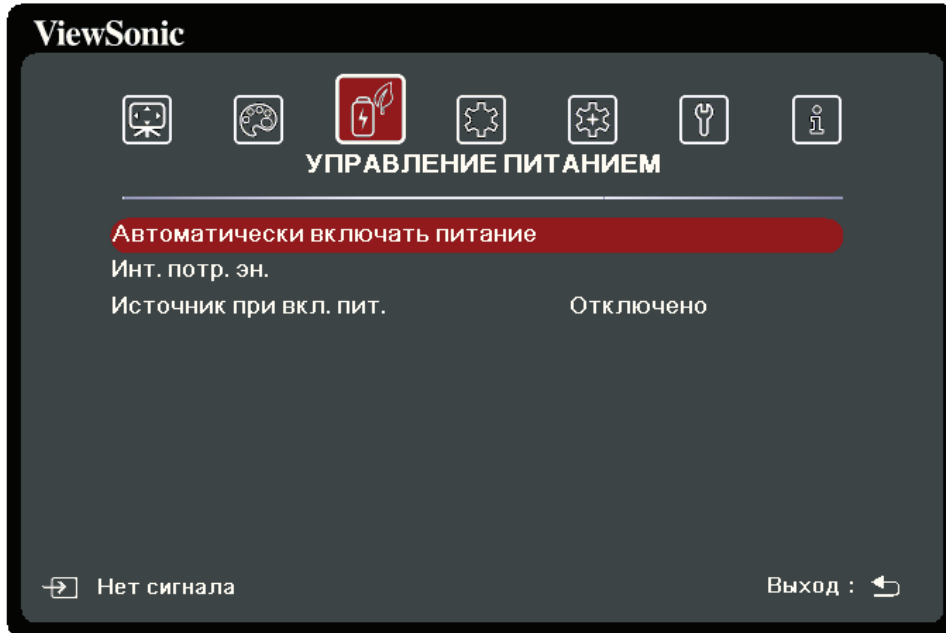 ViewSonic
УПРАВЛЕНИЕ ПИТАНИЕМ
Автоматически включать питание
Инт. потр. эн.
Источник при вкл. пит. Отключено
Нет сигнала Выход :